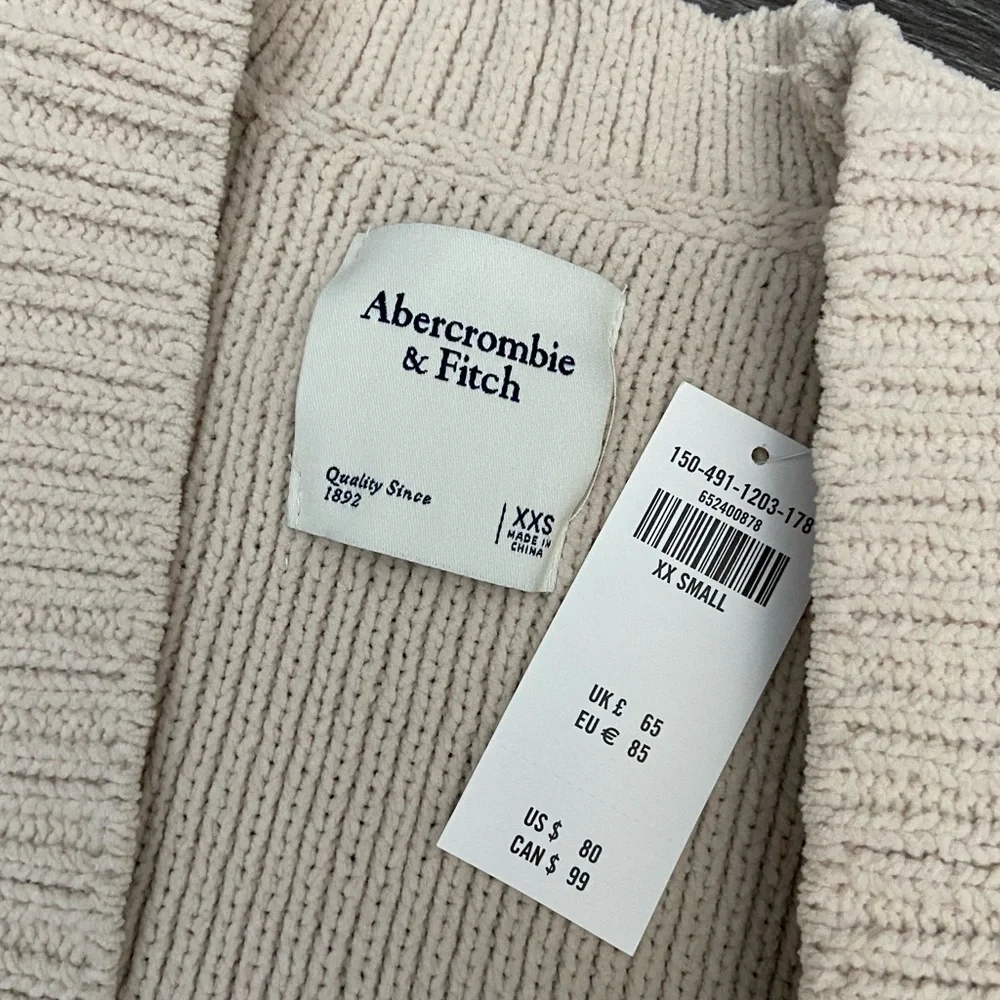 Abercrombie
& Fitch
Quality Since
1892
XXS
MADE IN
CHINA
150-491-1203-178
652400878
XX SMALL
UK £ 65
EU € 85
US $ 80
CAN $ 99